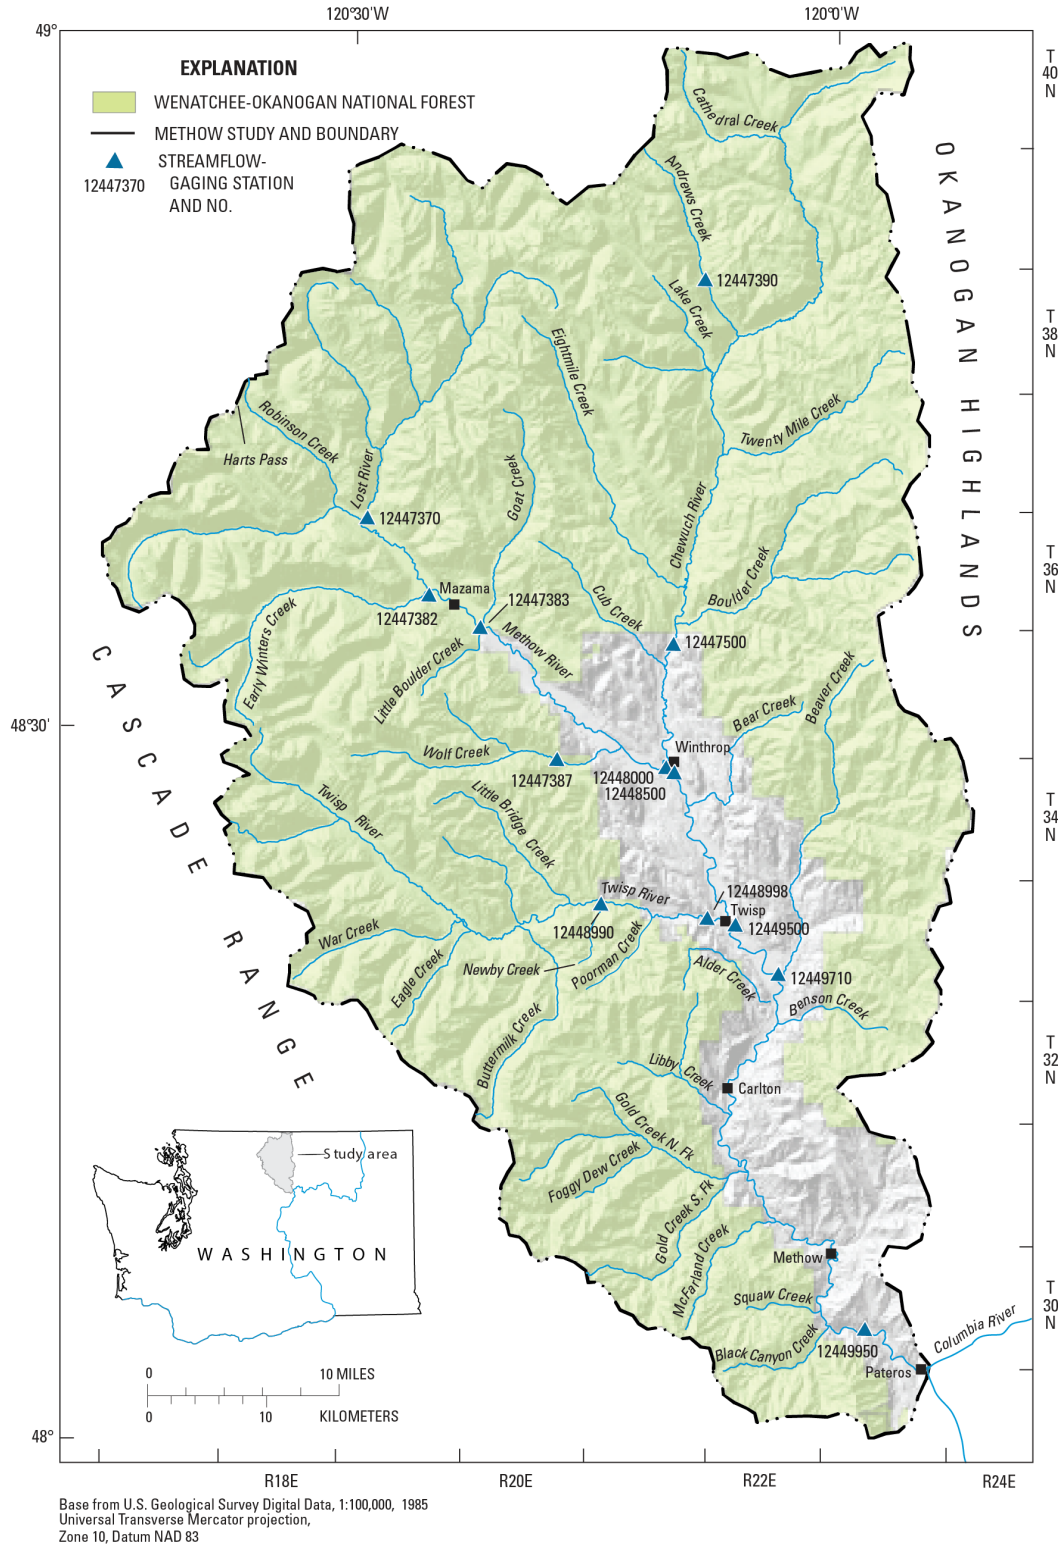 120°30'W
120°0'W
49°
EXPLANATION
WENATCHEE-OKANOGAN NATIONAL FOREST
METHOW STUDY AND BOUNDARY
STREAMFLOW-
GAGING STATION
AND NO.
12447370
T
40
N
Cathedral Creek
OKANOGAN HIGHLANDS
Andrews Creek
12447390
Lake Creek
T
38
N
Eightmile Creek
Twenty Mile Creek
Robinson Creek
Harts Pass
Lost River
Goat Creek
12447370
Chewuch River
Boulder Creek
T
36
N
Mazama
12447382
12447383
Cub Creek
Early Winters Creek
Methow River
12447500
Little Boulder Creek
Beaver Creek
CASCADE RANGE
Bear Creek
48°30'
Wolf Creek
Winthrop
12447387
12448000
12448500
Little Bridge Creek
Twisp River
T
34
N
Twisp River
12448998
Twisp
12449500
12448990
War Creek
Eagle Creek
Newby Creek
Poorman Creek
Alder Creek
12449710
Benson Creek
Buttermilk Creek
T
32
N
Libby Creek
Carlton
Gold Creek N. Fk
Foggy Dew Creek
Gold Creek S. Fk
Study area
WASHINGTON
McFarland Creek
Methow
Squaw Creek
T
30
N
Black Canyon Creek
12449950
Columbia River
Pateros
0
10 MILES
0
10
KILOMETERS
48°
R18E
R20E
R22E
R24E
Base from U.S. Geological Survey Digital Data, 1:100,000, 1985
Universal Transverse Mercator projection,
Zone 10, Datum NAD 83